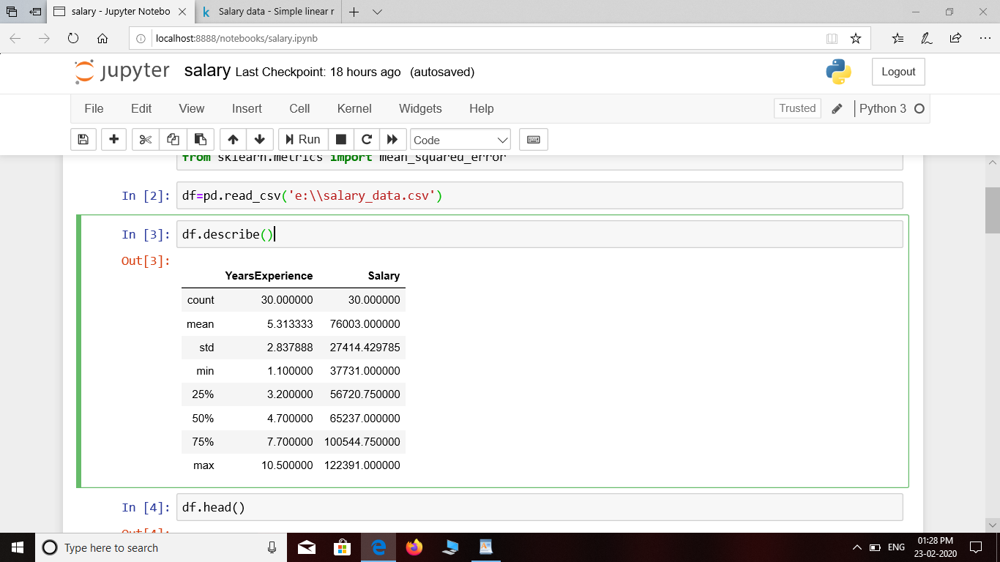 salary - Jupyter Notebo
Salary data - Simple linear r
localhost:8888/notebooks/salary.ipynb
jupyter salary Last Checkpoint: 18 hours ago (autosaved)
Logout
File Edit View Insert Cell Kernel Widgets Help Trusted Python 3
Run Code
from sklearn.metrics import mean_squared_error
In [2]: df=pd.read_csv('e:\\salary_data.csv')
In [3]: df.describe()
Out[3]:
YearsExperience Salary
count 30.000000 30.000000
mean 5.313333 76003.000000
std 2.837888 27414.429785
min 1.100000 37731.000000
25% 3.200000 56720.750000
50% 4.700000 65237.000000
75% 7.700000 100544.750000
max 10.500000 122391.000000
In [4]: df.head()
Out[4]:
Type here to search
ENG
01:28 PM
23-02-2020